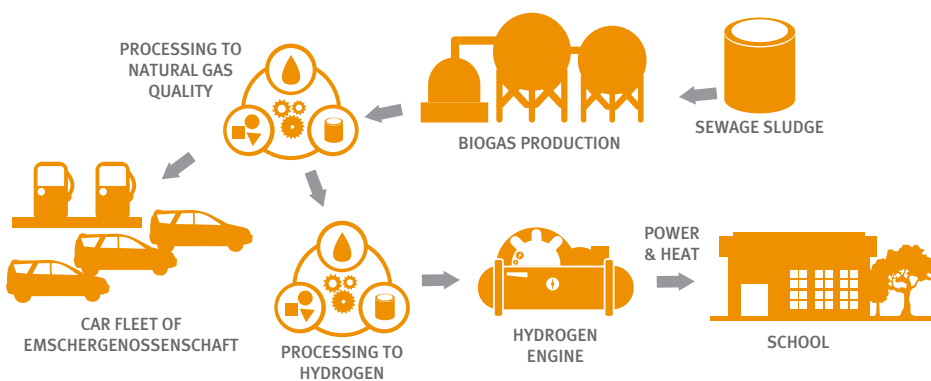 PROCESSING TO
NATURAL GAS
QUALITY
BIOGAS PRODUCTION
SEWAGE SLUDGE
CAR FLEET OF
EMSCHERGENOSSENSCHAFT
PROCESSING TO
HYDROGEN
HYDROGEN
ENGINE
POWER
& HEAT
SCHOOL